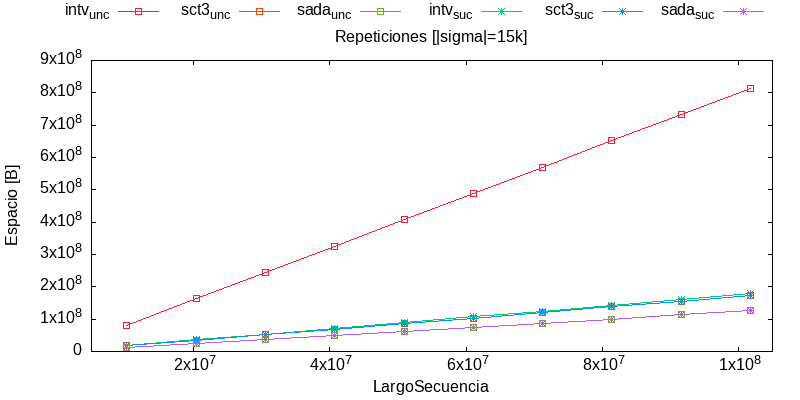 intv_unc sct3_unc sada_unc intv_suc sct3_suc sada_suc
Repeticiones [|sigma|=15k]
9x10^8
8x10^8
7x10^8
6x10^8
5x10^8
4x10^8
3x10^8
2x10^8
1x10^8
0
Espacio [B]
2x10^7 4x10^7 6x10^7 8x10^7 1x10^8
LargoSecuencia